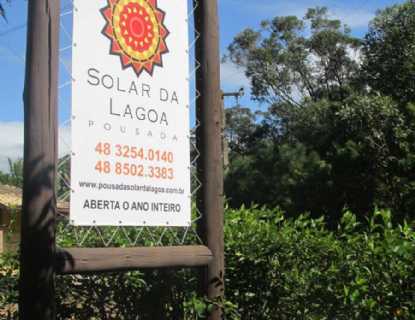 SOLAR DA
LAGOA
POUSADA
48 3254.0140
48 8502.3383
www.pousadasolardalagoa.com.br
ABERTA O ANO INTEIRO